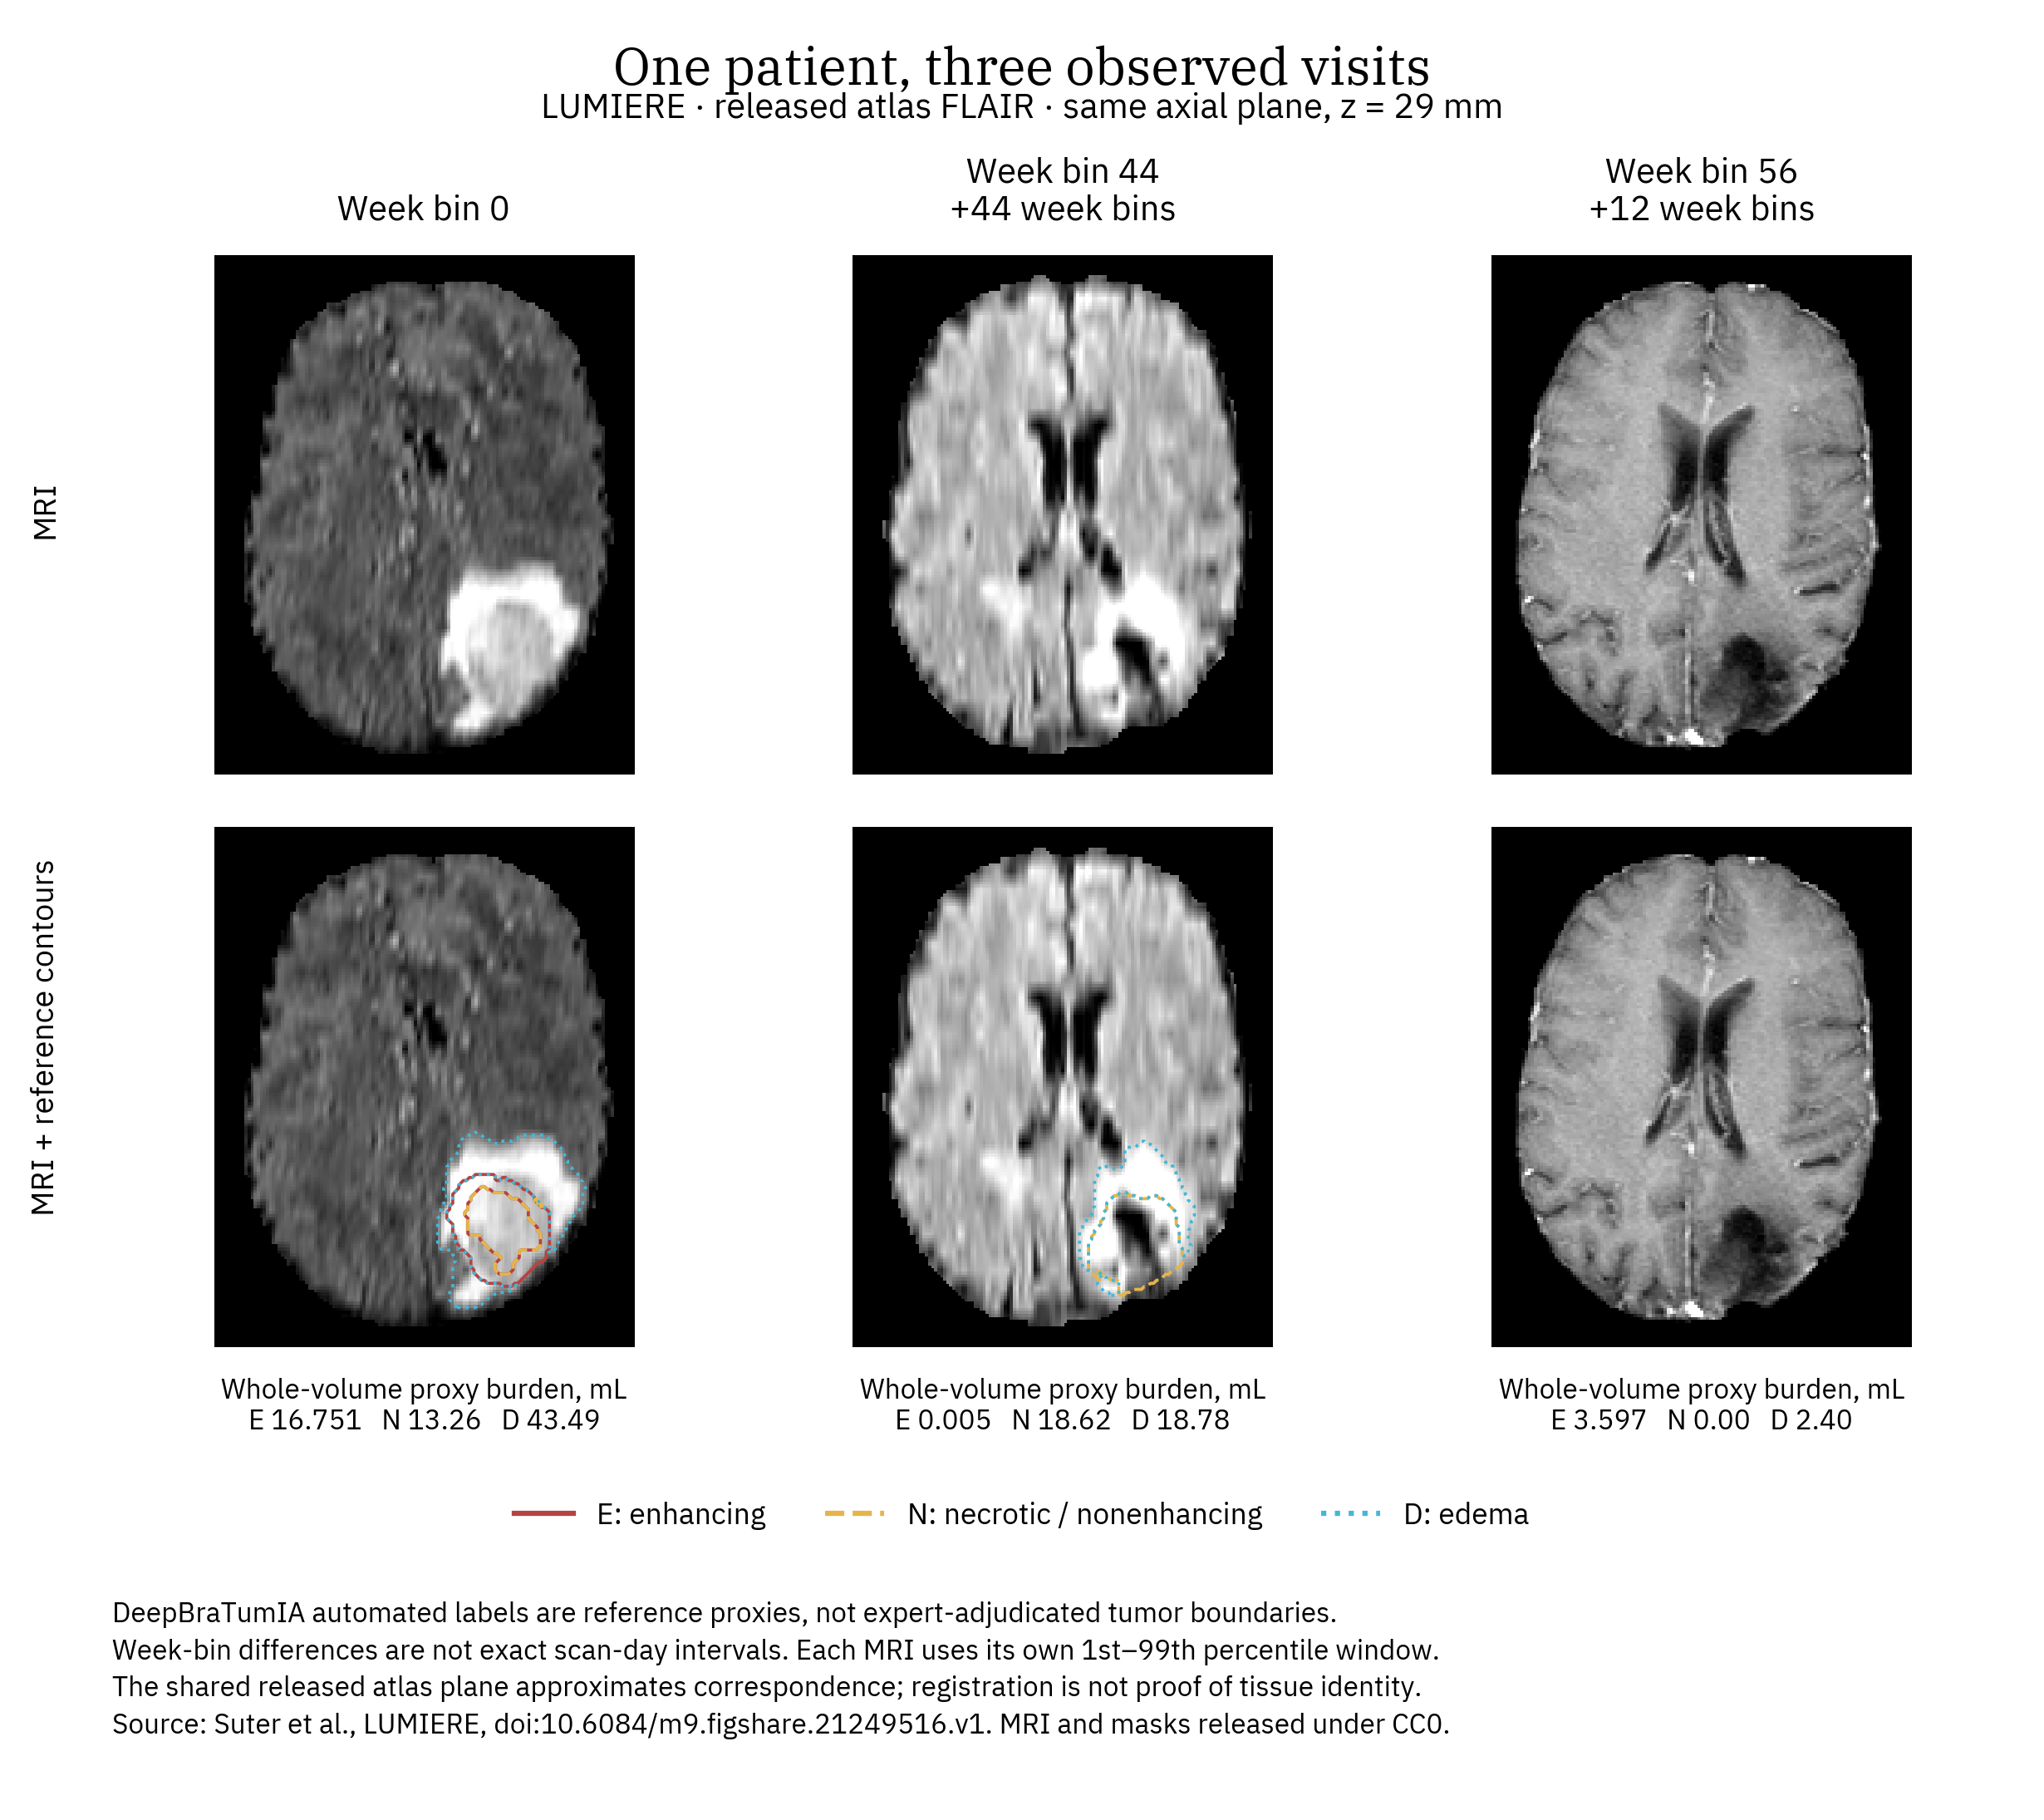 One patient, three observed visits
LUMIERE · released atlas FLAIR · same axial plane, z = 29 mm
Week bin 0
Week bin 44
+44 week bins
Week bin 56
+12 week bins
MRI
MRI + reference contours
Whole-volume proxy burden, mL
E 16.751 N 13.26 D 43.49
Whole-volume proxy burden, mL
E 0.005 N 18.62 D 18.78
Whole-volume proxy burden, mL
E 3.597 N 0.00 D 2.40
E: enhancing
N: necrotic / nonenhancing
D: edema
DeepBraTumIA automated labels are reference proxies, not expert-adjudicated tumor boundaries.
Week-bin differences are not exact scan-day intervals. Each MRI uses its own 1st–99th percentile window.
The shared released atlas plane approximates correspondence; registration is not proof of tissue identity.
Source: Suter et al., LUMIERE, doi:10.6084/m9.figshare.21249516.v1. MRI and masks released under CC0.